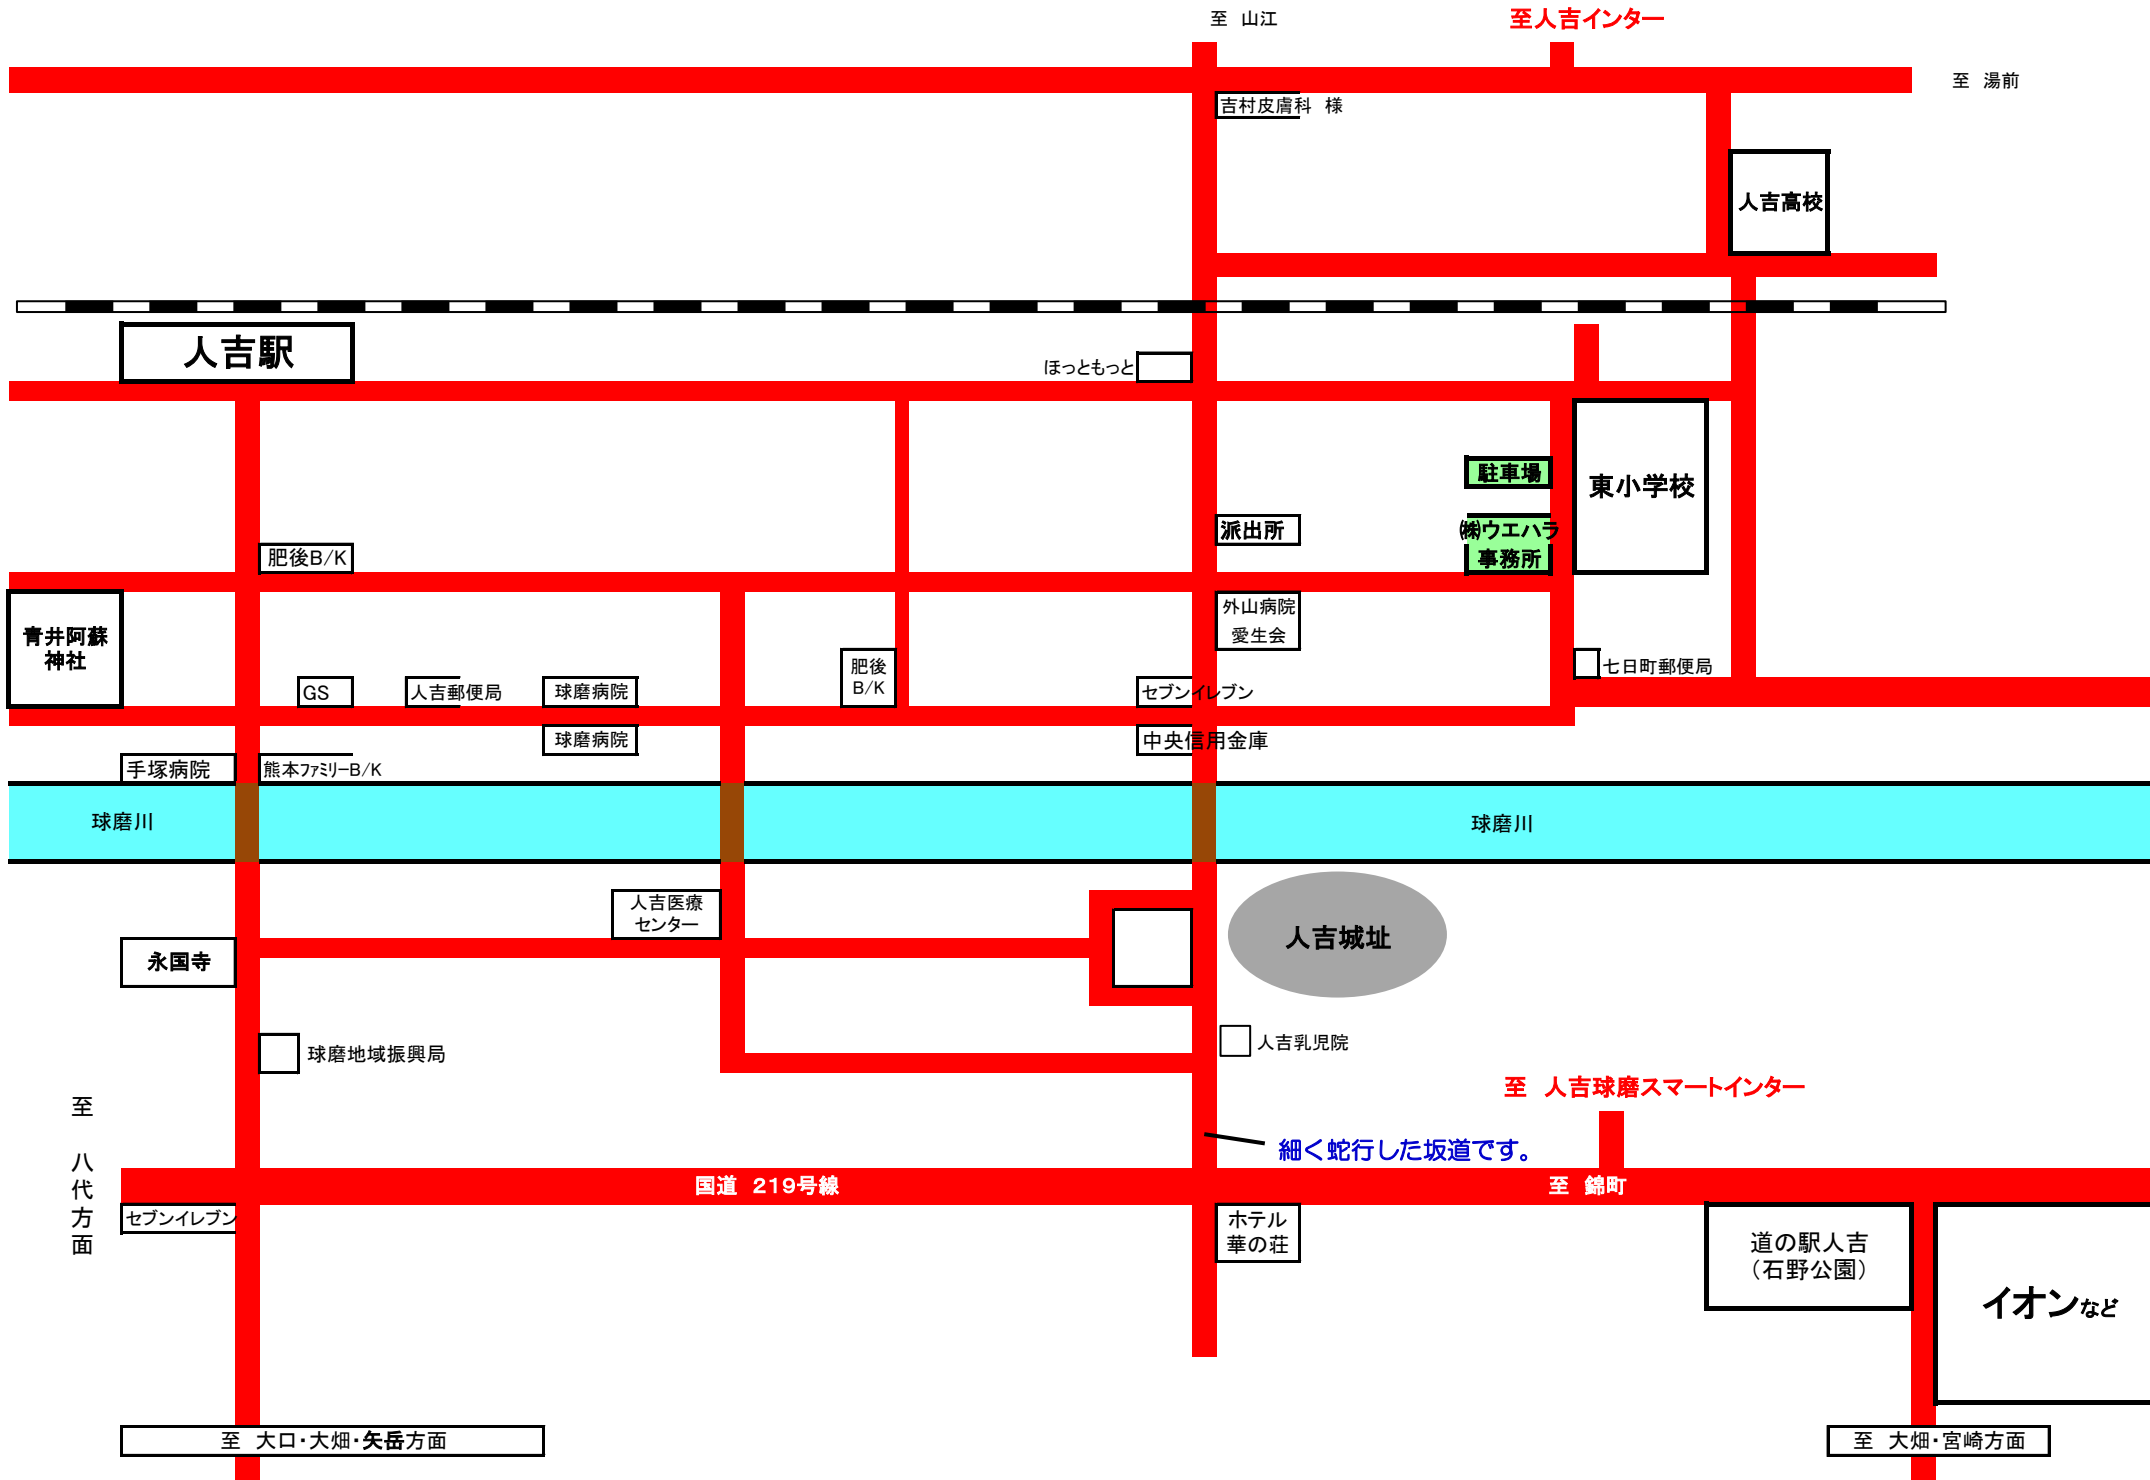 至　山江
至人吉インター
至　湯前
吉村皮膚科　様
人吉高校
人吉駅
ほっともっと
駐車場
東小学校
派出所
㈱ウエハラ
事務所
肥後B/K
外山病院
愛生会
青井阿蘇
神社
肥後
B/K
七日町郵便局
GS
人吉郵便局
球磨病院
セブンイレブン
球磨病院
中央信用金庫
手塚病院
熊本ファミリーB/K
球磨川
球磨川
人吉医療
センター
人吉城址
永国寺
人吉乳児院
球磨地域振興局
至　人吉球磨スマートインター
至　八代方面
細く蛇行した坂道です。
国道　219号線
至　錦町
セブンイレブン
ホテル
華の荘
道の駅人吉
（石野公園）
イオンなど
至　大口・大畑・矢岳方面
至　大畑・宮崎方面